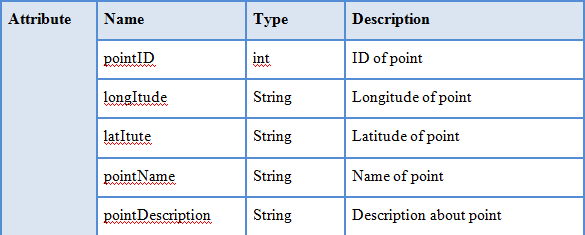 Attribute Name Type Description
pointID int ID of point
longItude String Longitude of point
latItute String Latitude of point
pointName String Name of point
pointDescription String Description about point